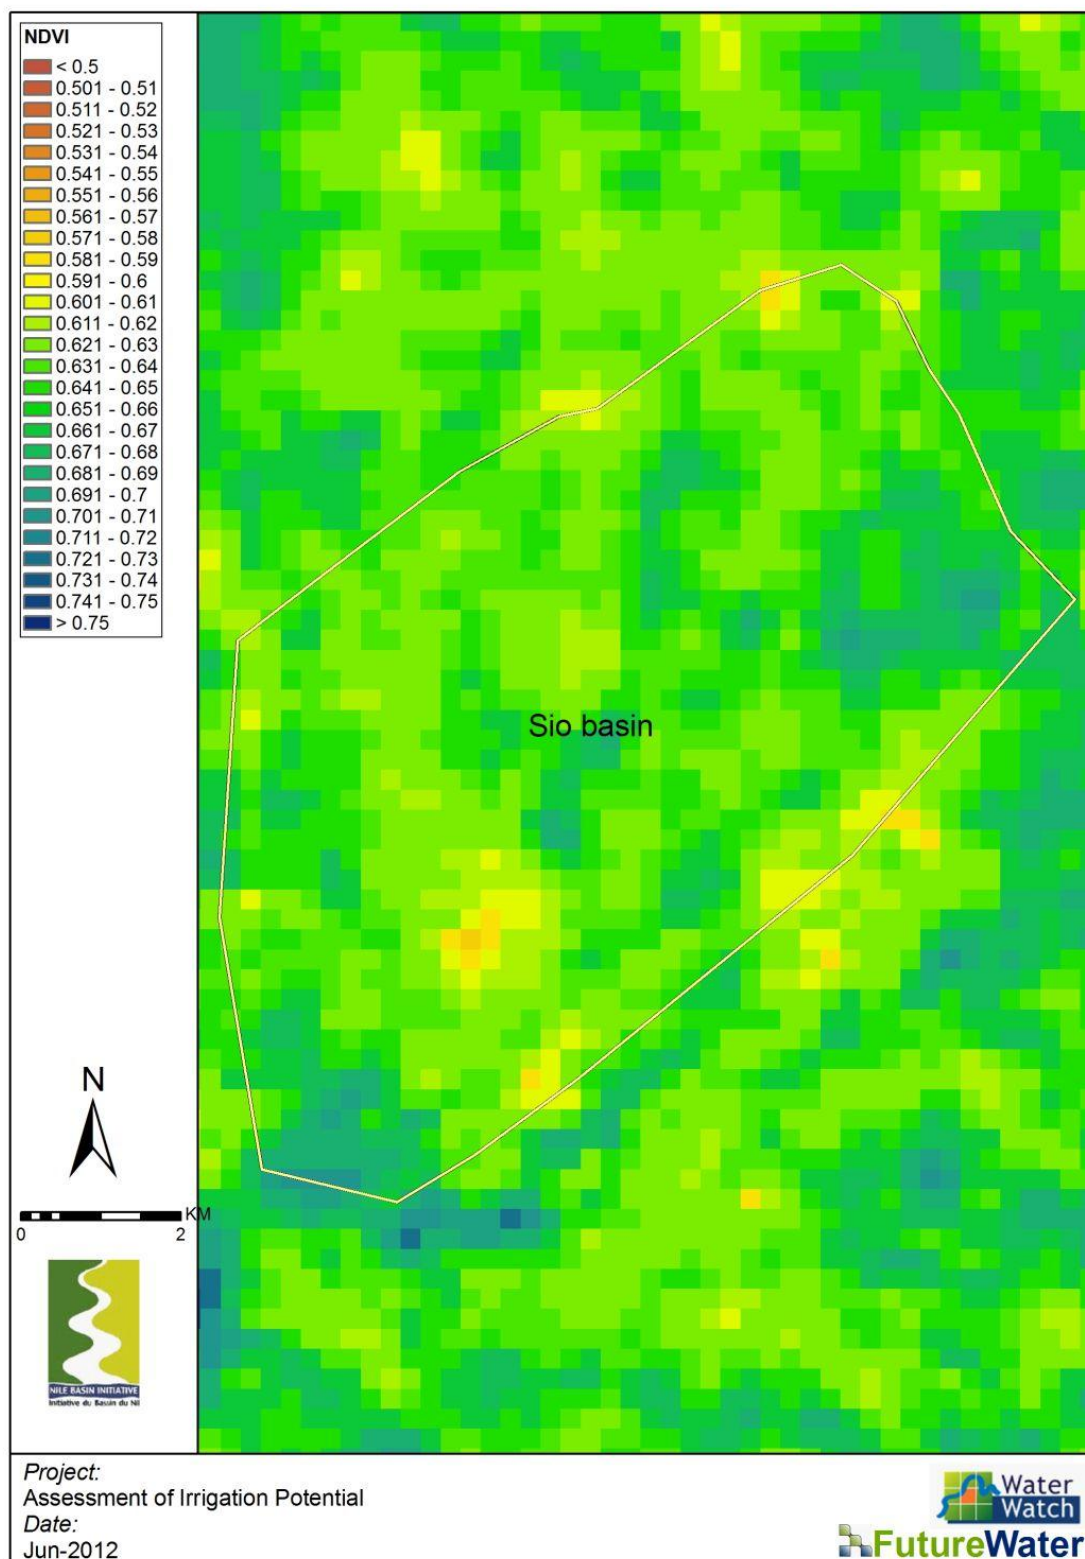 NDVI
< 0.5
0.501 - 0.51
0.511 - 0.52
0.521 - 0.53
0.531 - 0.54
0.541 - 0.55
0.551 - 0.56
0.561 - 0.57
0.571 - 0.58
0.581 - 0.59
0.591 - 0.6
0.601 - 0.61
0.611 - 0.62
0.621 - 0.63
0.631 - 0.64
0.641 - 0.65
0.651 - 0.66
0.661 - 0.67
0.671 - 0.68
0.681 - 0.69
0.691 - 0.7
0.701 - 0.71
0.711 - 0.72
0.721 - 0.73
0.731 - 0.74
0.741 - 0.75
> 0.75
Sio basin
N
KM
0 2
NILE BASIN INITIATIVE
Initiative du Bassin du Nil
Project:
Assessment of Irrigation Potential
Date:
Jun-2012
Water
Watch
FutureWater